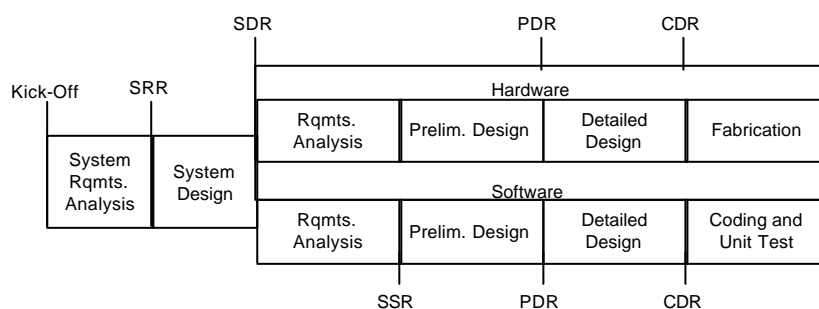 SDR
PDR
CDR
Kick-Off
SRR
Hardware
Rqmts.
Analysis
Prelim. Design
Detailed
Design
Fabrication
System
Rqmts.
Analysis
System
Design
Software
Rqmts.
Analysis
Prelim. Design
Detailed
Design
Coding and
Unit Test
SSR
PDR
CDR